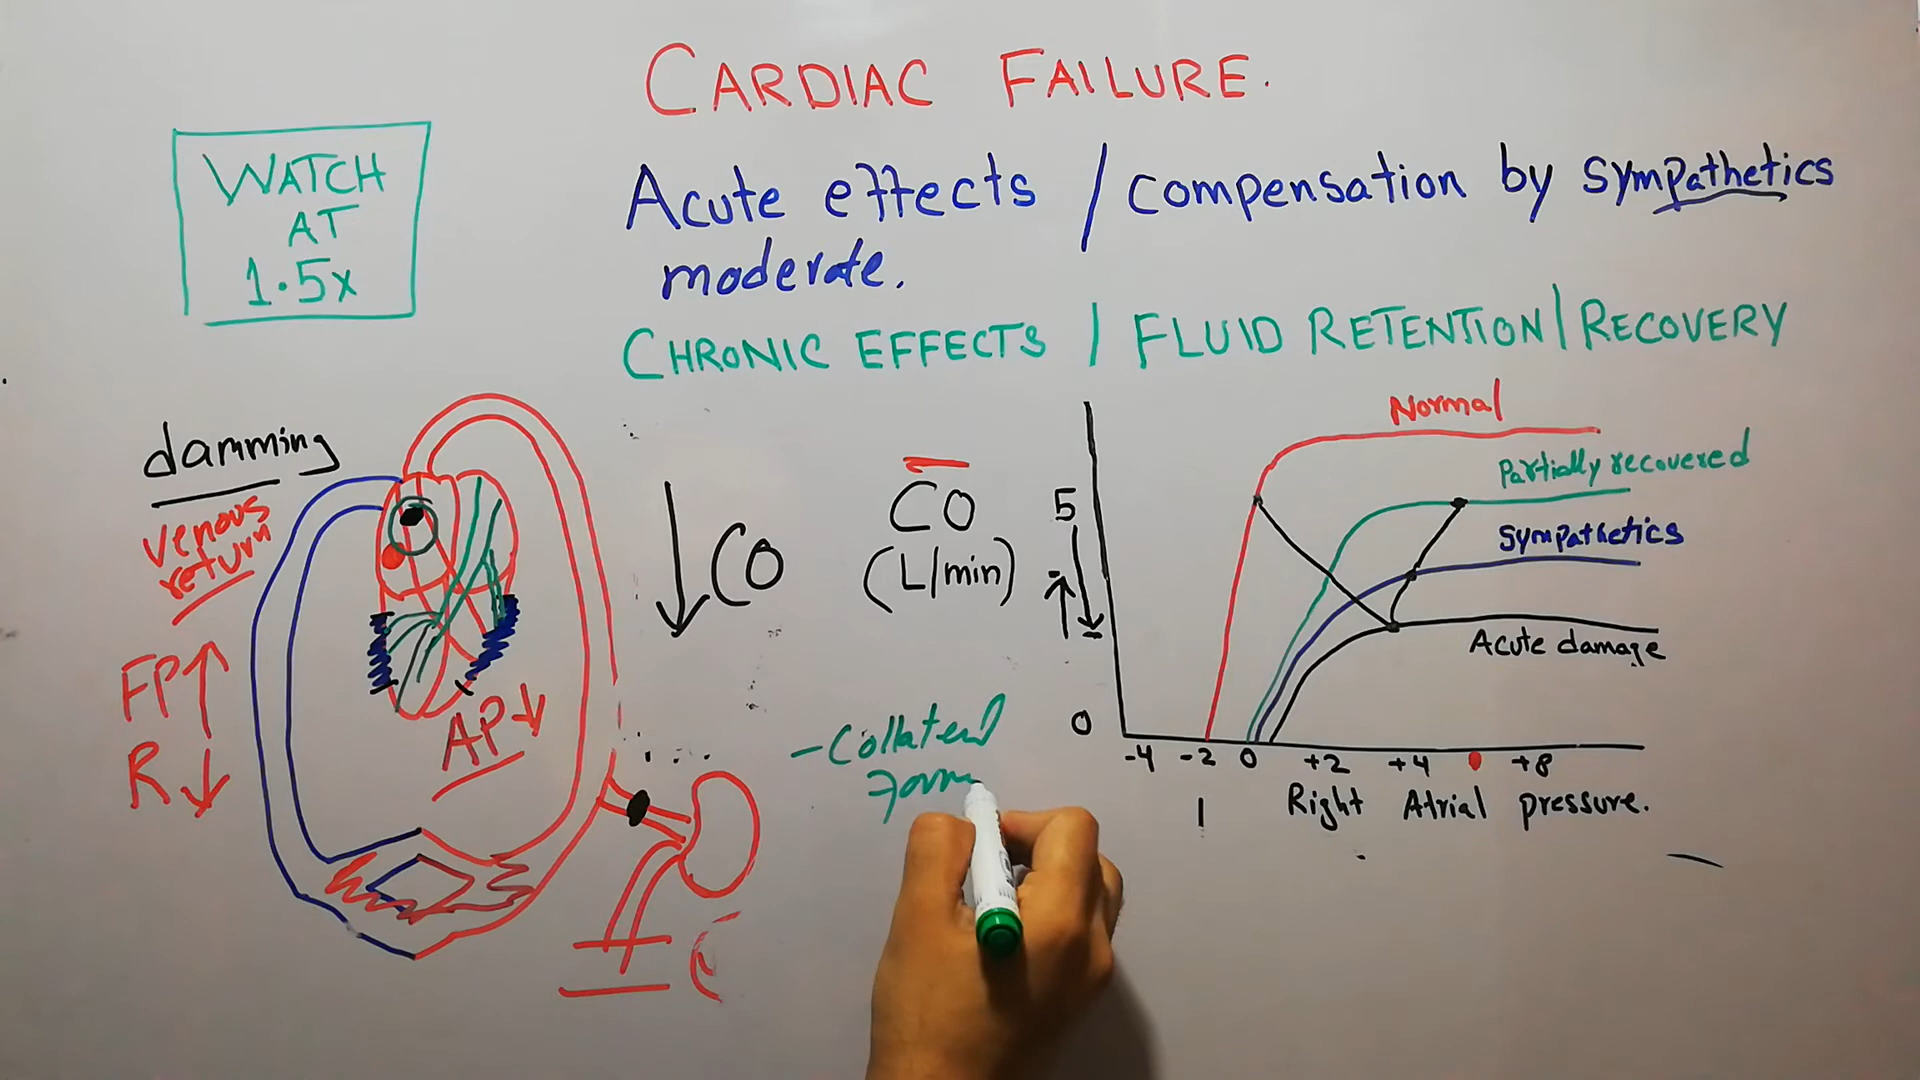 CARDIAC FAILURE.
WATCH
AT
1.5x
Acute effects / compensation by sympathetics
moderate.
CHRONIC EFFECTS / FLUID RETENTION / RECOVERY
damming
venous
return
FP↑
R↓
AP↓
↓CO
CO
(L/min)
- Collateral
form
5
0
Normal
Partially recovered
Sympathetics
Acute damage
-4 -2 0 +2 +4 +8
Right Atrial pressure.